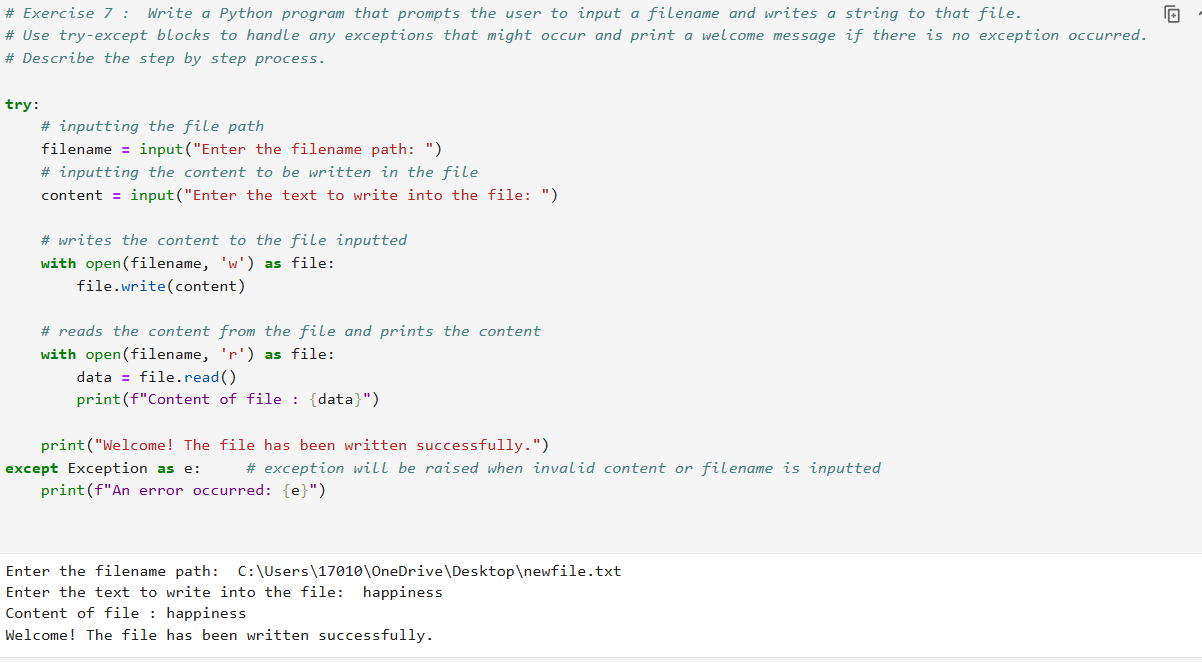 # Exercise 7 :  Write a Python program that prompts the user to input a filename and writes a string to that file.
# Use try-except blocks to handle any exceptions that might occur and print a welcome message if there is no exception occurred.
# Describe the step by step process.

try:
    # inputting the file path
    filename = input("Enter the filename path: ")
    # inputting the content to be written in the file
    content = input("Enter the text to write into the file: ")

    # writes the content to the file inputted
    with open(filename, 'w') as file:
        file.write(content)

    # reads the content from the file and prints the content
    with open(filename, 'r') as file:
        data = file.read()
        print(f"Content of file : {data}")

    print("Welcome! The file has been written successfully.")
except Exception as e:     # exception will be raised when invalid content or filename is inputted
    print(f"An error occurred: {e}")

Enter the filename path:  C:\Users\17010\OneDrive\Desktop\newfile.txt
Enter the text to write into the file:  happiness
Content of file : happiness
Welcome! The file has been written successfully.